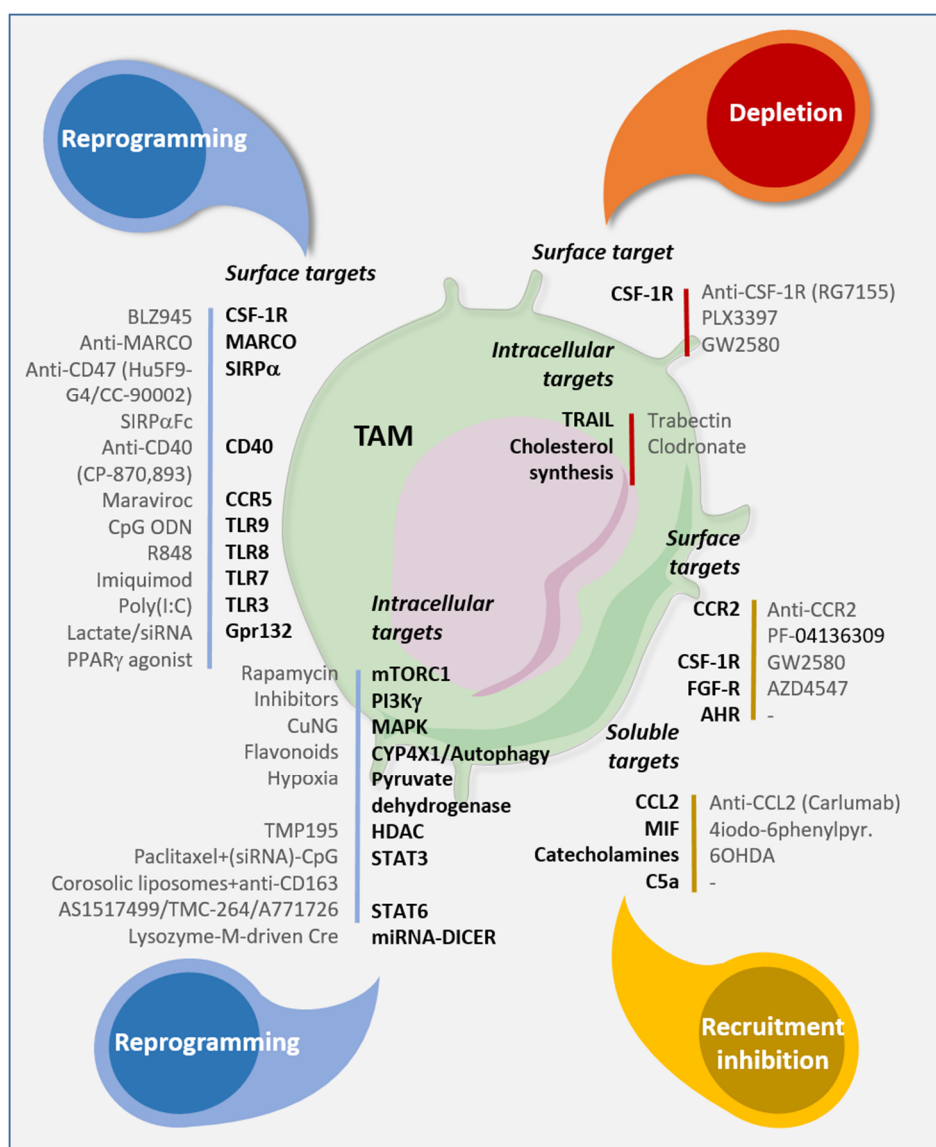 Reprogramming
Surface targets
BLZ945 CSF-1R
Anti-MARCO MARCO
Anti-CD47 (Hu5F9- SIRPα
G4/CC-90002)
SIRPαFc
Anti-CD40 CD40
(CP-870,893)
Maraviroc CCR5
CpG ODN TLR9
R848 TLR8
Imiquimod TLR7
Poly(I:C) TLR3
Lactate/siRNA Gpr132
PPARγ agonist
TAM
Depletion
Surface target
CSF-1R Anti-CSF-1R (RG7155)
PLX3397
GW2580
Intracellular
targets
TRAIL Trabectin
Cholesterol Clodronate
synthesis
Intracellular
targets
Rapamycin mTORC1
Inhibitors PI3Kγ
CuNG MAPK
Flavonoids CYP4X1/Autophagy
Hypoxia Pyruvate
dehydrogenase
TMP195 HDAC
Paclitaxel+(siRNA)-CpG STAT3
Corosolic liposomes+anti-CD163
AS1517499/TMC-264/A771726 STAT6
Lysozyme-M-driven Cre miRNA-DICER
Reprogramming
Surface
targets
CCR2 Anti-CCR2
PF-04136309
CSF-1R GW2580
FGF-R AZD4547
AHR -
Soluble
targets
CCL2 Anti-CCL2 (Carlumab)
MIF 4iodo-6phenylpyr.
Catecholamines 6OHDA
C5a -
Recruitment
inhibition